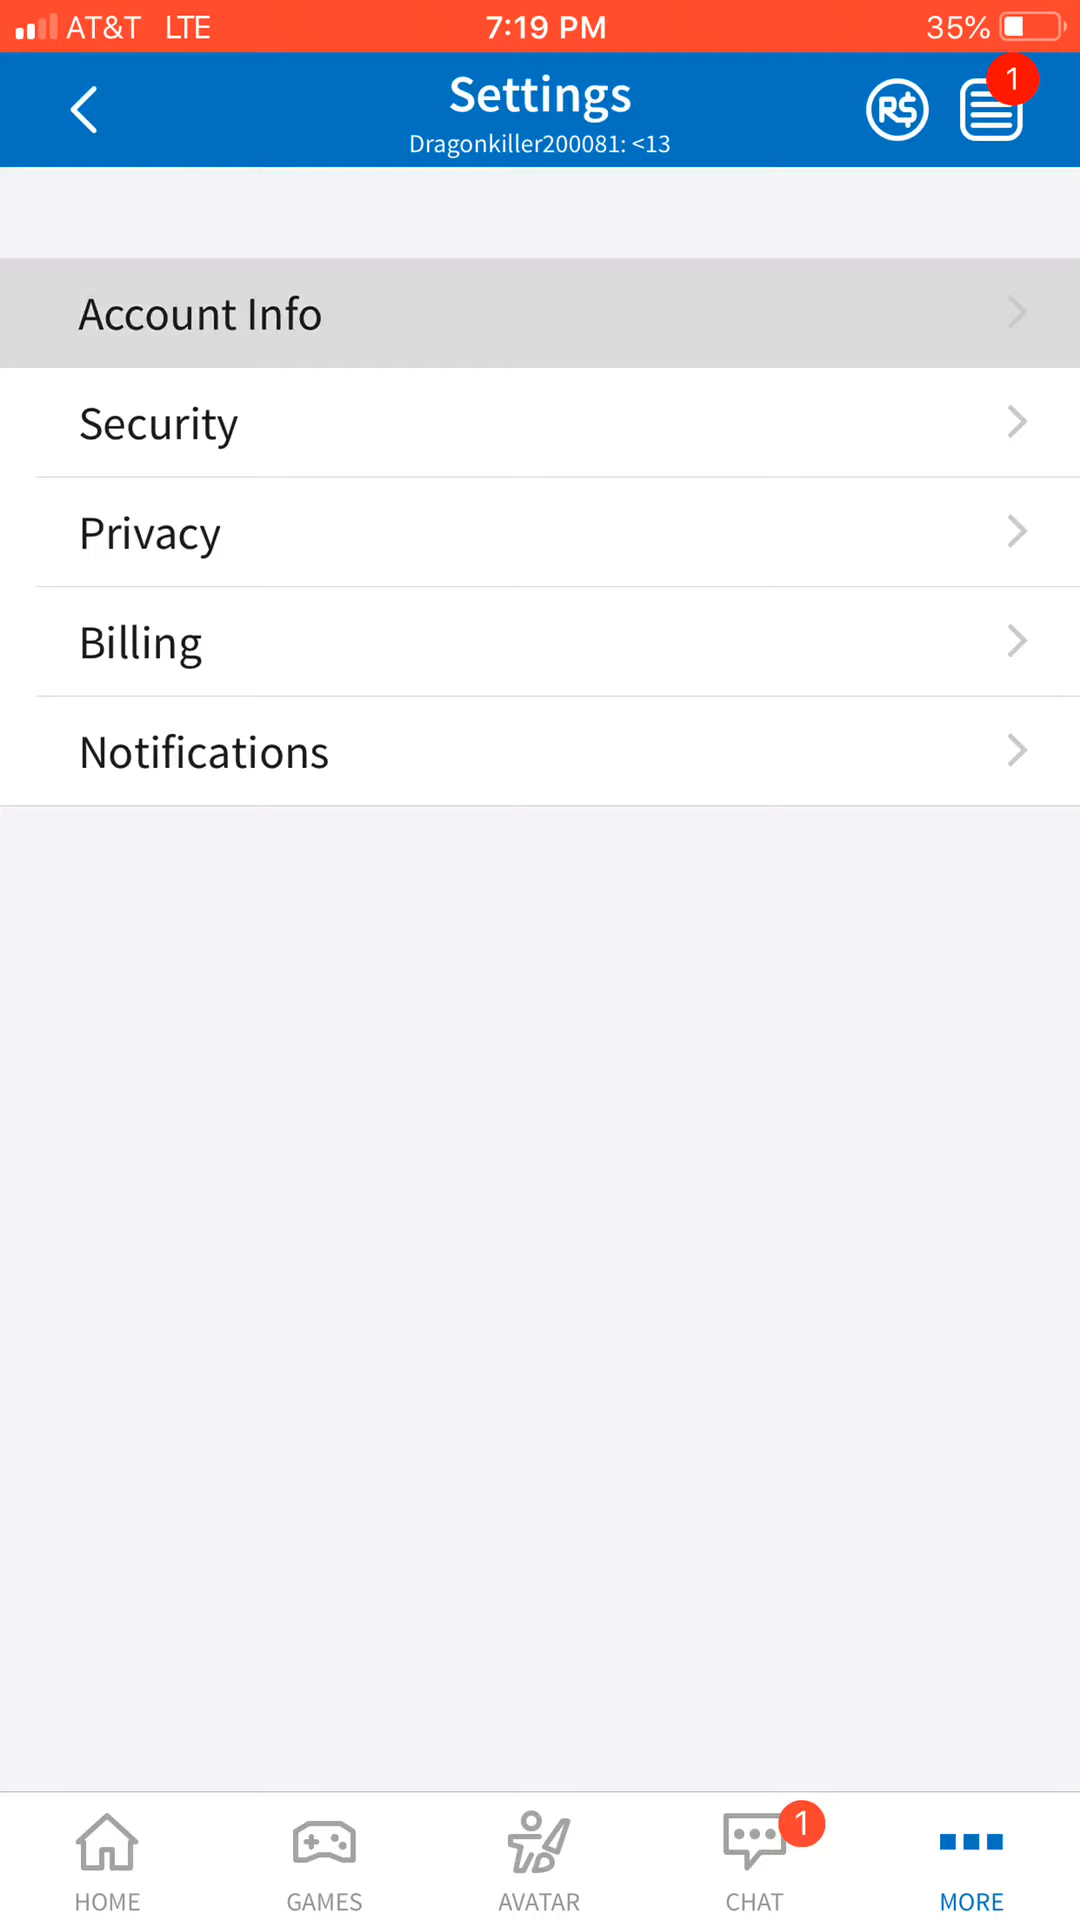 AT&T LTE 7:19 PM 35%
Settings
Dragonkiller200081: <13
R$
1
Account Info
Security
Privacy
Billing
Notifications
1
HOME GAMES AVATAR CHAT MORE